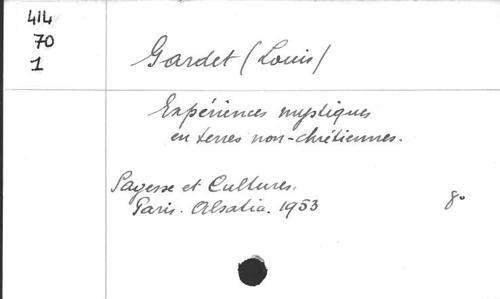 414
70
1
Gardet (Louis)
Expériences mystiques
en terres non-chrétiennes.
Sagesse et Cultures.
Paris. Alsatia. 1953
8°